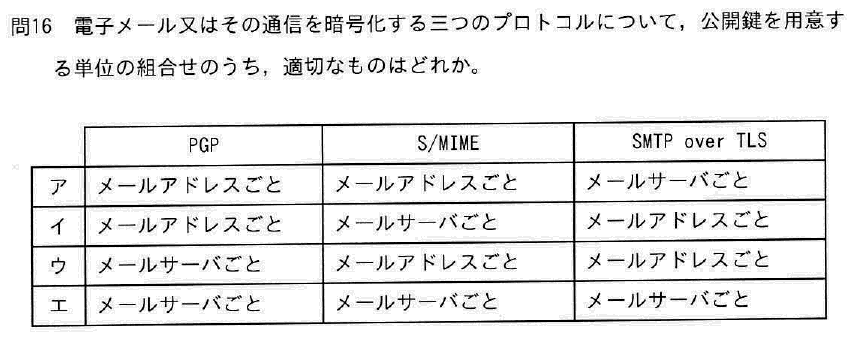 問16 電子メール又はその通信を暗号化する三つのプロトコルについて，公開鍵を用意す
る単位の組合せのうち，適切なものはどれか。
PGP S/MIME SMTP over TLS
ア メールアドレスごと メールアドレスごと メールサーバごと
イ メールアドレスごと メールサーバごと メールアドレスごと
ウ メールサーバごと メールアドレスごと メールアドレスごと
エ メールサーバごと メールサーバごと メールサーバごと